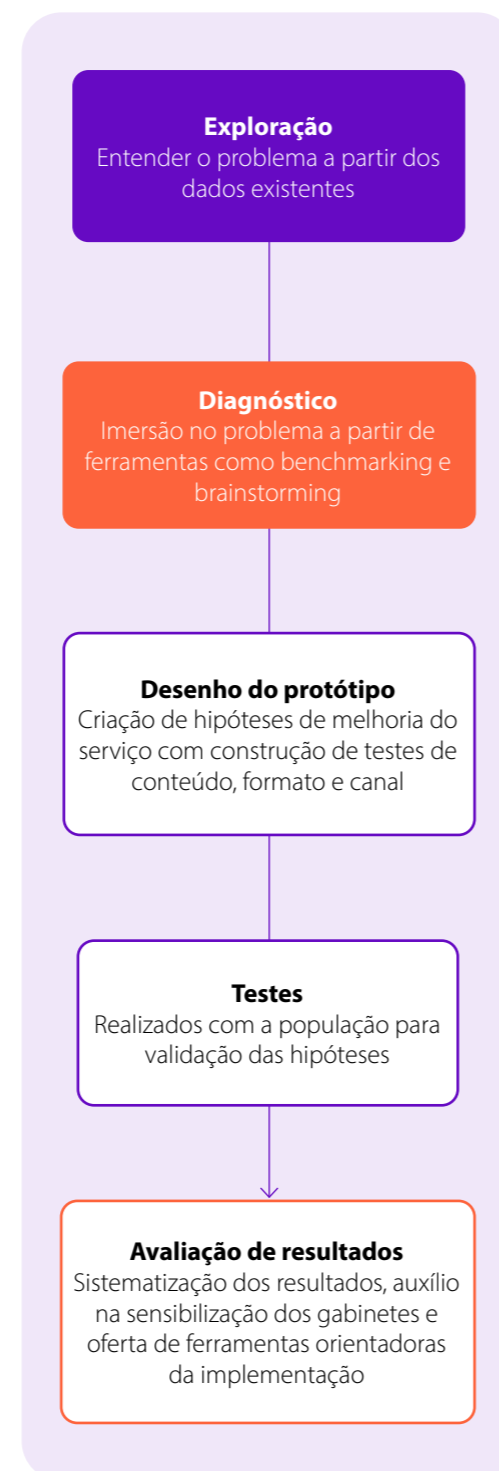 Exploração
Entender o problema a partir dos
dados existentes
Diagnóstico
Imersão no problema a partir de
ferramentas como benchmarking e
brainstorming
Desenho do protótipo
Criação de hipóteses de melhoria do
serviço com construção de testes de
conteúdo, formato e canal
Testes
Realizados com a população para
validação das hipóteses
Avaliação de resultados
Sistematização dos resultados, auxílio
na sensibilização dos gabinetes e
oferta de ferramentas orientadoras
da implementação